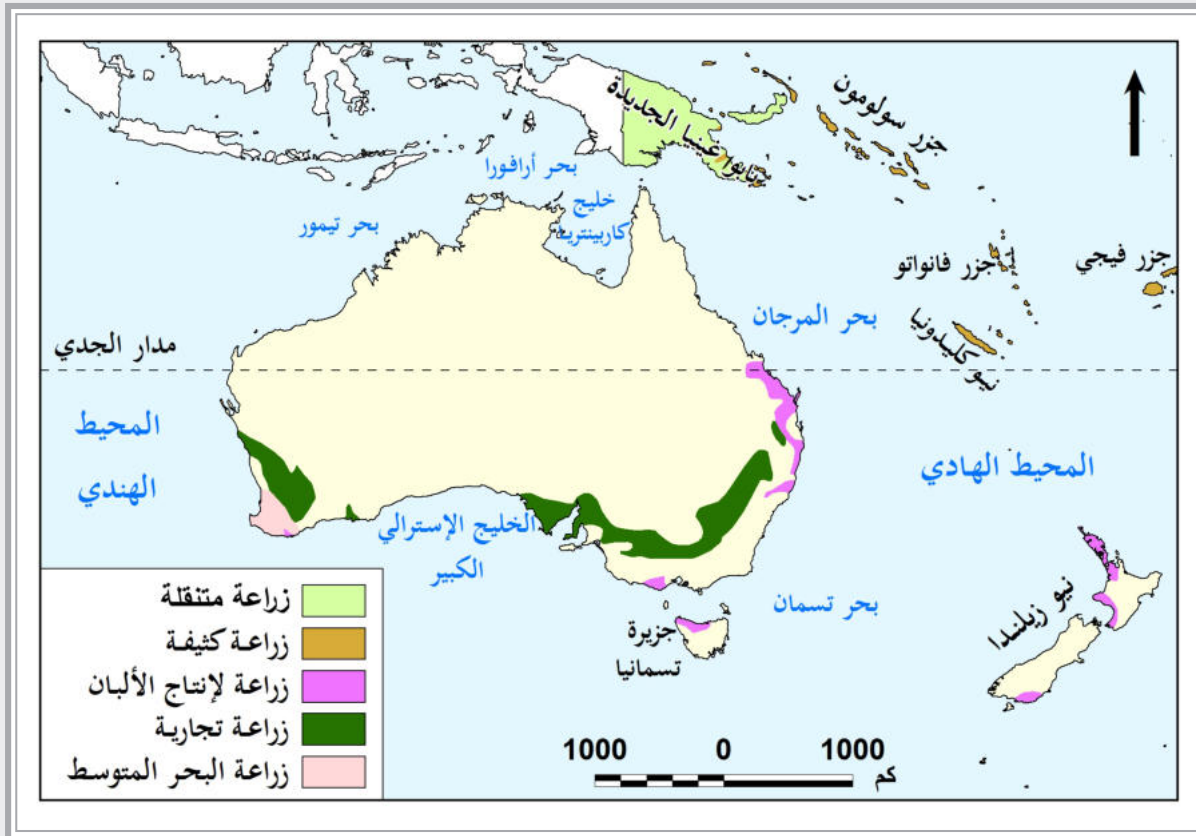 بابوا غينيا الجديدة
جزر سولومون
بحر أرافورا
خليج
كاربينتريا
بحر تيمور
جزر فانواتو
جزر فيجي
بحر المرجان
نيو كليدونيا
مدار الجدي
المحيط
الهندي
المحيط الهادي
الخليج الإسترالي
الكبير
بحر تسمان
نيو زيلندا
جزيرة
تسمانيا
زراعة متنقلة
زراعة كثيفة
زراعة لإنتاج الألبان
زراعة تجارية
زراعة البحر المتوسط
1000 0 1000
كم